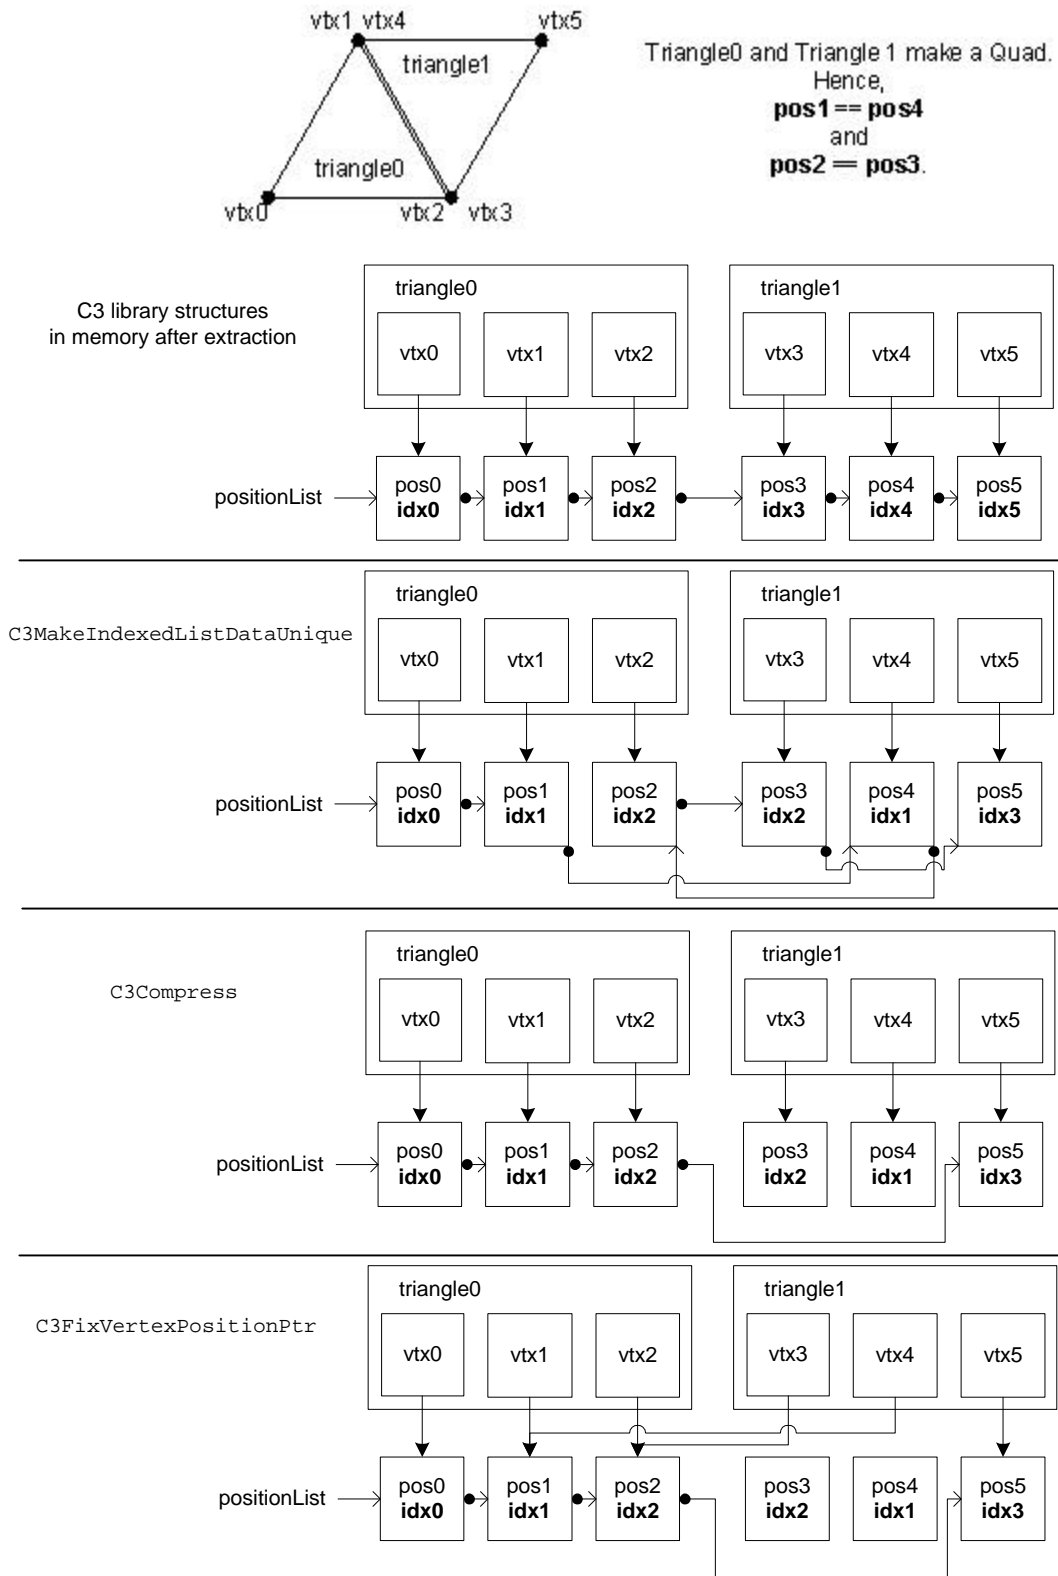 vtx1 vtx4 vtx5
triangle1
triangle0
vtx0 vtx2 vtx3
Triangle0 and Triangle 1 make a Quad.
Hence,
pos1 == pos4
and
pos2 == pos3.
C3 library structures
in memory after extraction
triangle0 triangle1
vtx0 vtx1 vtx2 vtx3 vtx4 vtx5
positionList
pos0 pos1 pos2 pos3 pos4 pos5
idx0 idx1 idx2 idx3 idx4 idx5
C3MakeIndexedListDataUnique
triangle0 triangle1
vtx0 vtx1 vtx2 vtx3 vtx4 vtx5
positionList
pos0 pos1 pos2 pos3 pos4 pos5
idx0 idx1 idx2 idx2 idx1 idx3
C3Compress
triangle0 triangle1
vtx0 vtx1 vtx2 vtx3 vtx4 vtx5
positionList
pos0 pos1 pos2 pos3 pos4 pos5
idx0 idx1 idx2 idx2 idx1 idx3
C3FixVertexPositionPtr
triangle0 triangle1
vtx0 vtx1 vtx2 vtx3 vtx4 vtx5
positionList
pos0 pos1 pos2 pos3 pos4 pos5
idx0 idx1 idx2 idx2 idx1 idx3